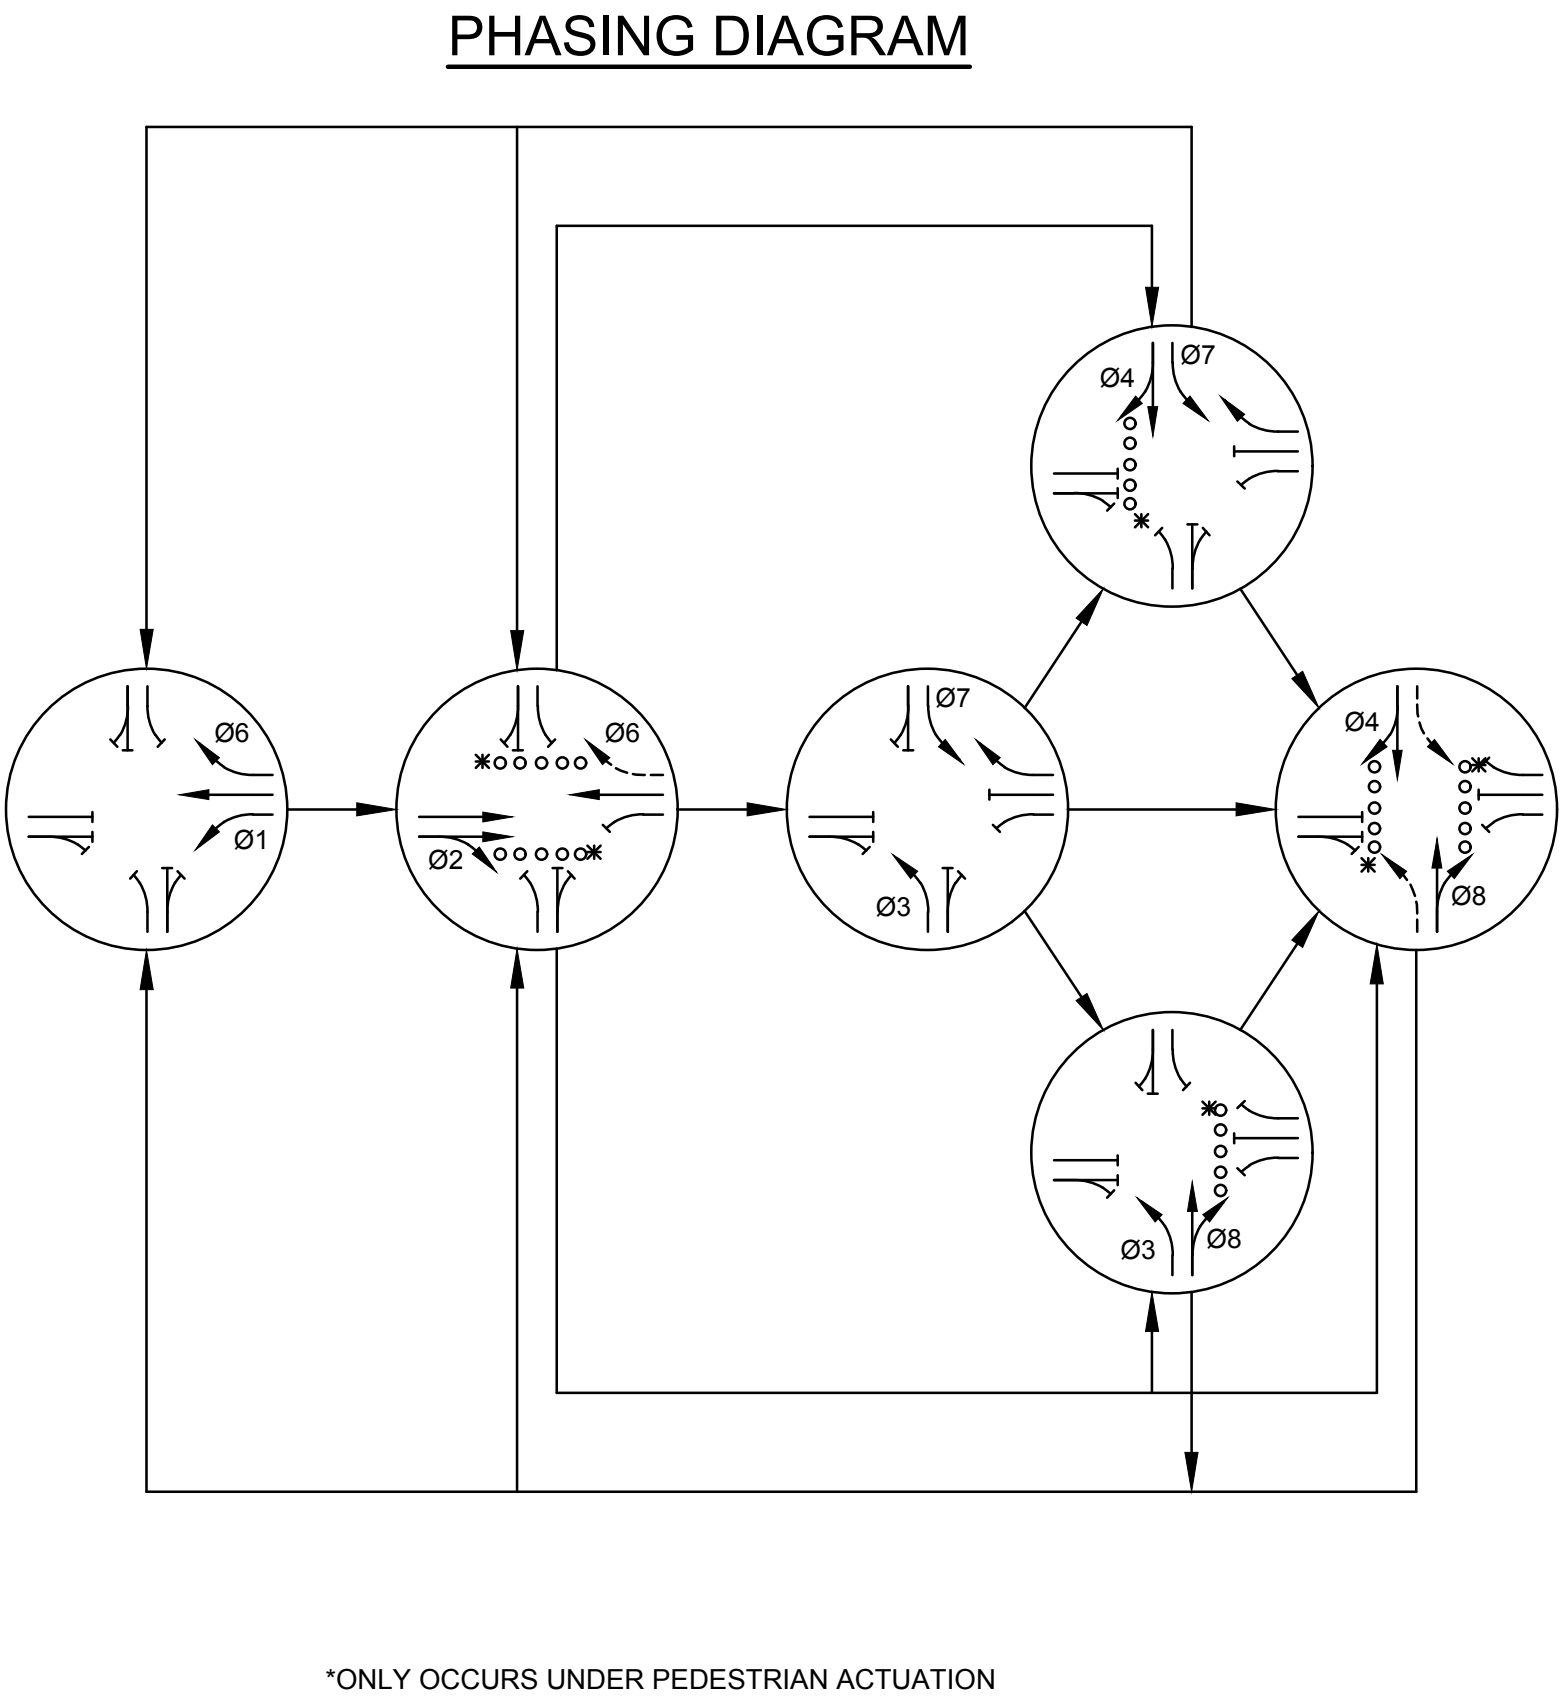 PHASING DIAGRAM
Ø7
Ø4
Ø6
Ø1
Ø6
Ø2
Ø7
Ø3
Ø4
Ø8
Ø3
Ø8
*ONLY OCCURS UNDER PEDESTRIAN ACTUATION